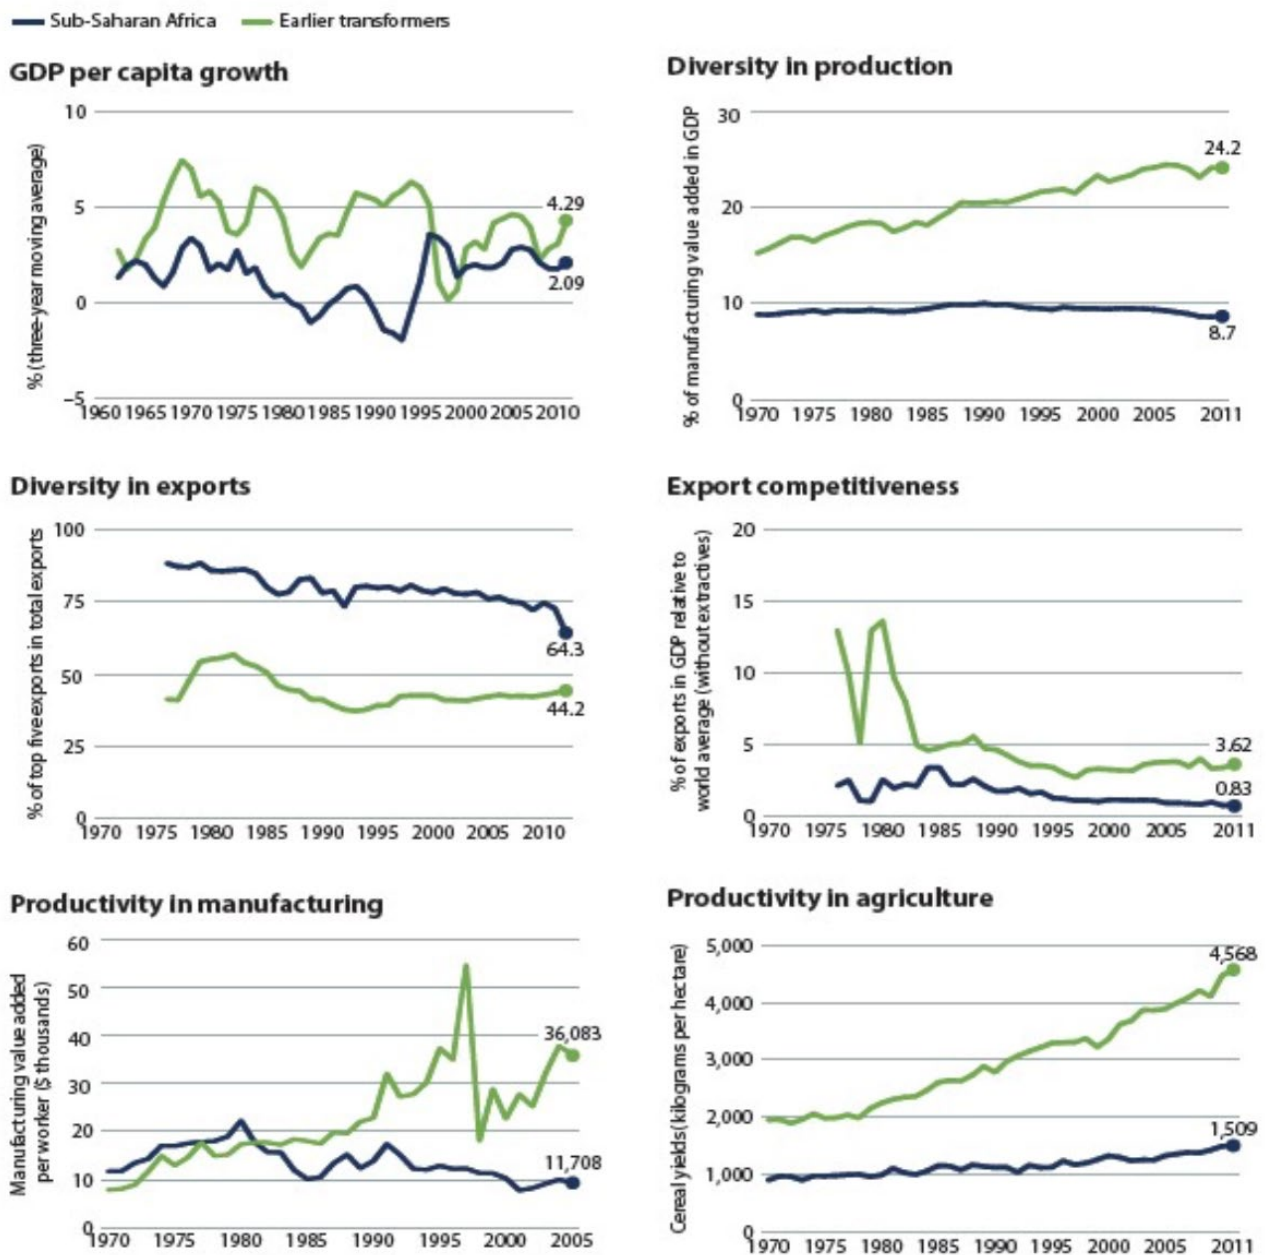 Sub-Saharan Africa Earlier transformers
GDP per capita growth
% (three-year moving average)
10
5
0
–5
4.29
2.09
1960 1965 1970 1975 1980 1985 1990 1995 2000 2005 2010
Diversity in production
% of manufacturing value added in GDP
30
20
10
0
24.2
8.7
1970 1975 1980 1985 1990 1995 2000 2005 2011
Diversity in exports
% of top five exports in total exports
100
75
50
25
0
64.3
44.2
1970 1975 1980 1985 1990 1995 2000 2005 2010
Export competitiveness
% of exports in GDP relative to
world average (without extractives)
20
15
10
5
0
3.62
0.83
1970 1975 1980 1985 1990 1995 2000 2005 2011
Productivity in manufacturing
Manufacturing value added
per worker ($ thousands)
60
50
40
30
20
10
0
36,083
11,708
1970 1975 1980 1985 1990 1995 2000 2005
Productivity in agriculture
Cereal yields (kilograms per hectare)
5,000
4,000
3,000
2,000
1,000
0
4,568
1,509
1970 1975 1980 1985 1990 1995 2000 2005 2011